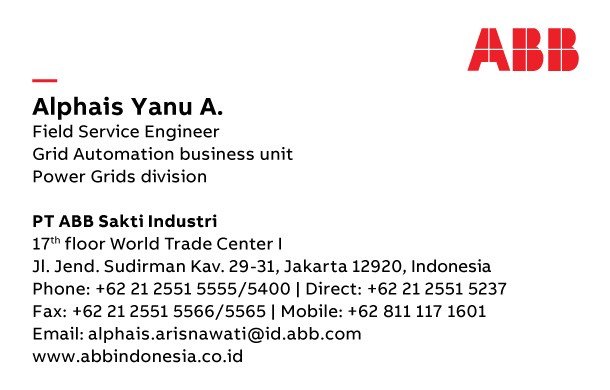 ABB
Alphais Yanu A.
Field Service Engineer
Grid Automation business unit
Power Grids division
PT ABB Sakti Industri
17th floor World Trade Center I
Jl. Jend. Sudirman Kav. 29-31, Jakarta 12920, Indonesia
Phone: +62 21 2551 5555/5400 | Direct: +62 21 2551 5237
Fax: +62 21 2551 5566/5565 | Mobile: +62 811 117 1601
Email: alphais.arisnawati@id.abb.com
www.abbindonesia.co.id